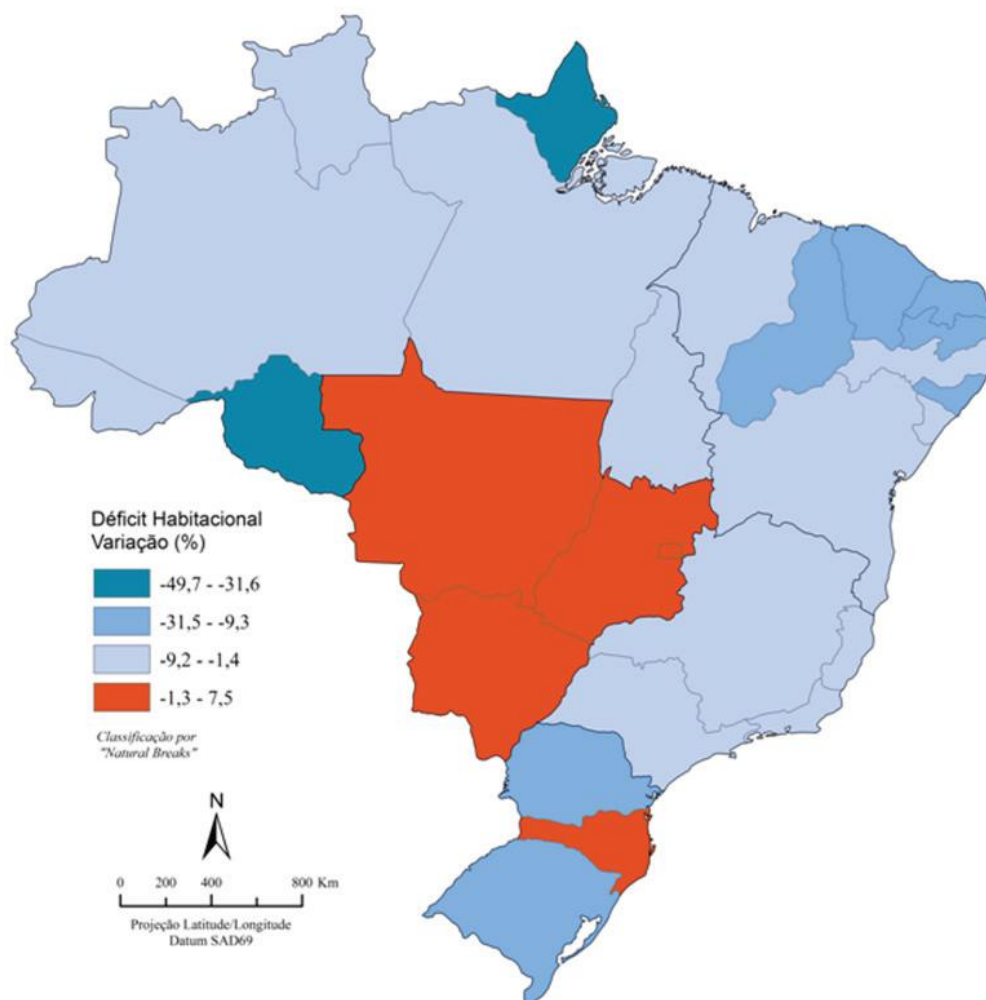 Déficit Habitacional
Variação (%)
-49,7 - -31,6
-31,5 - -9,3
-9,2 - -1,4
-1,3 - 7,5
Classificação por
"Natural Breaks"
N
0 200 400 800 Km
Projeção Latitude/Longitude
Datum SAD69